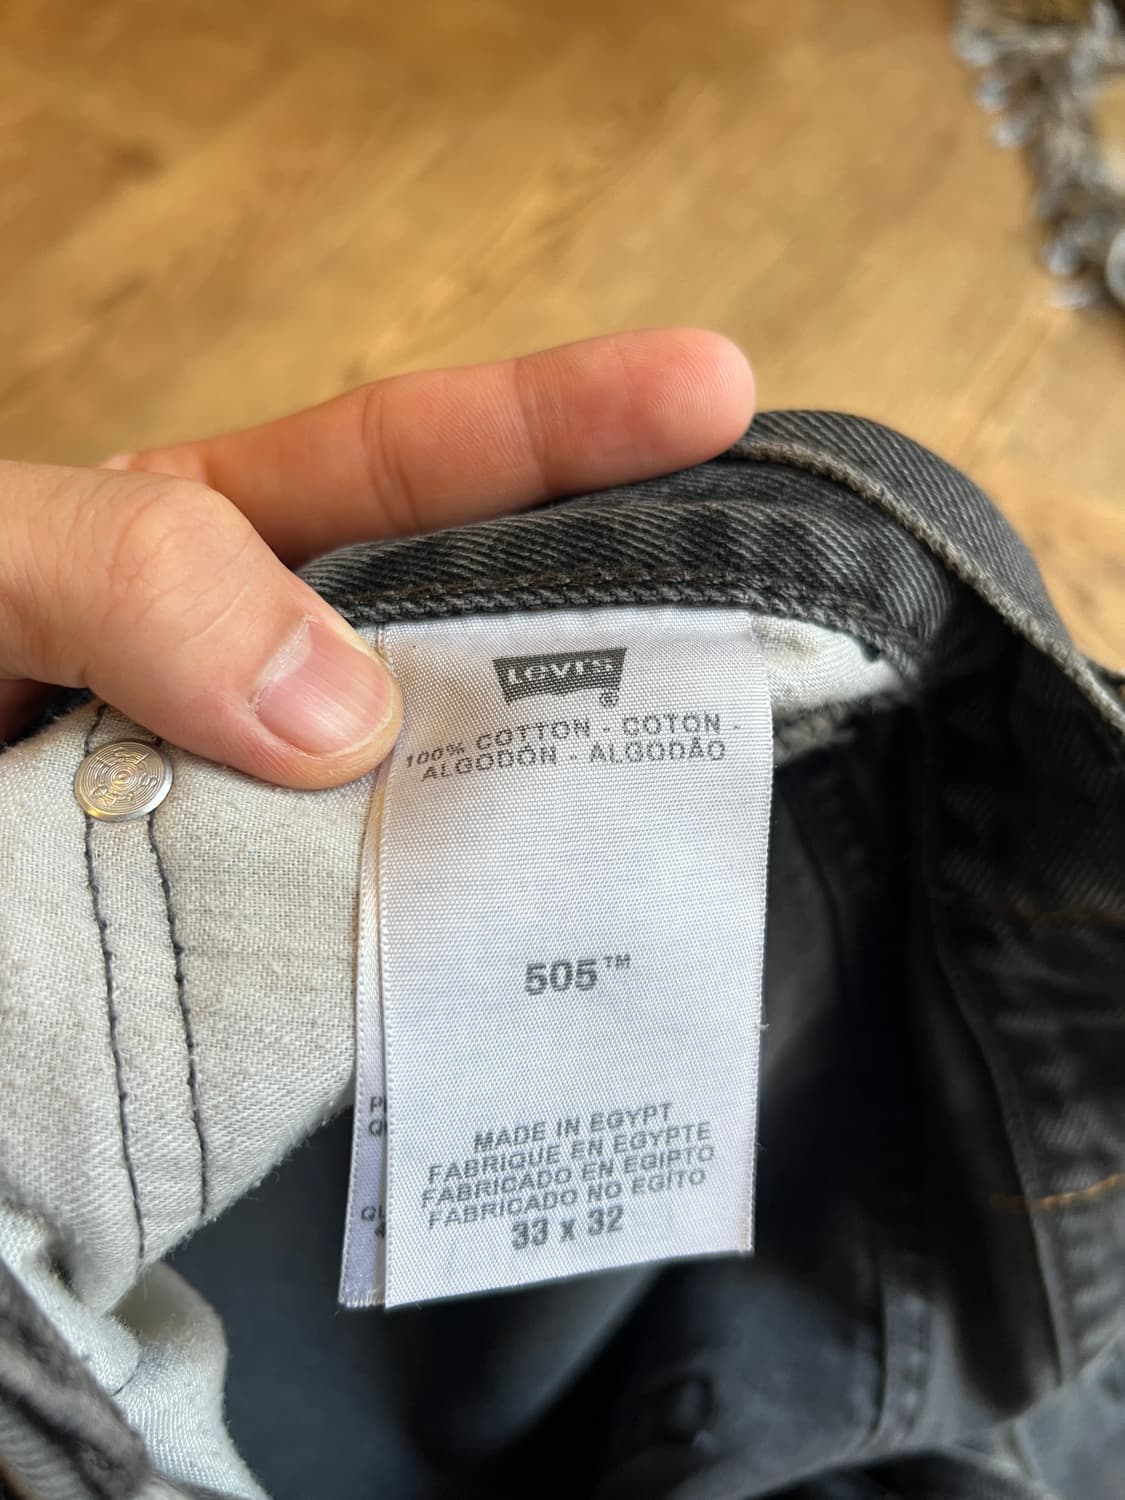 Levi's
®
100% COTTON - COTON -
ALGODÓN - ALGODÃO
505™
MADE IN EGYPT
FABRIQUE EN EGYPTE
FABRICADO EN EGIPTO
FABRICADO NO EGITO
33 x 32